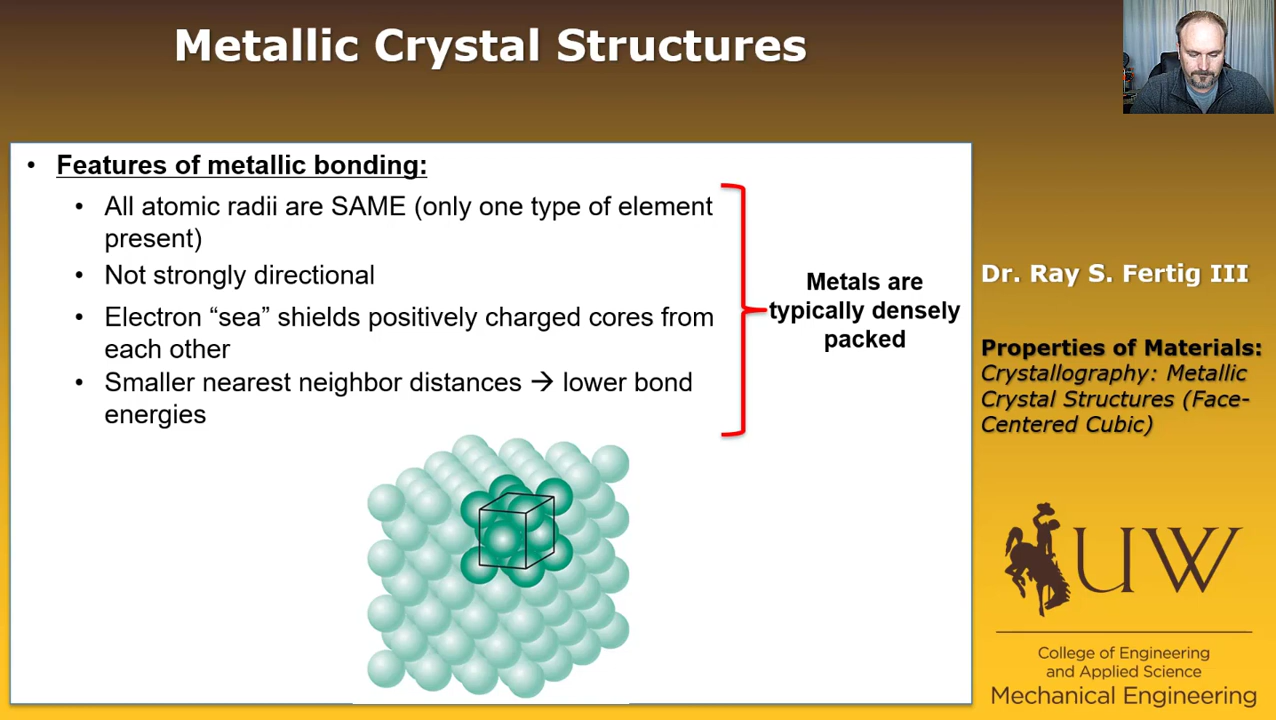 Metallic Crystal Structures
• Features of metallic bonding:
• All atomic radii are SAME (only one type of element
present)
• Not strongly directional
• Electron “sea” shields positively charged cores from
each other
• Smaller nearest neighbor distances → lower bond
energies
Metals are
typically densely
packed
Dr. Ray S. Fertig III
Properties of Materials:
Crystallography: Metallic
Crystal Structures (Face-
Centered Cubic)
UW
College of Engineering
and Applied Science
Mechanical Engineering